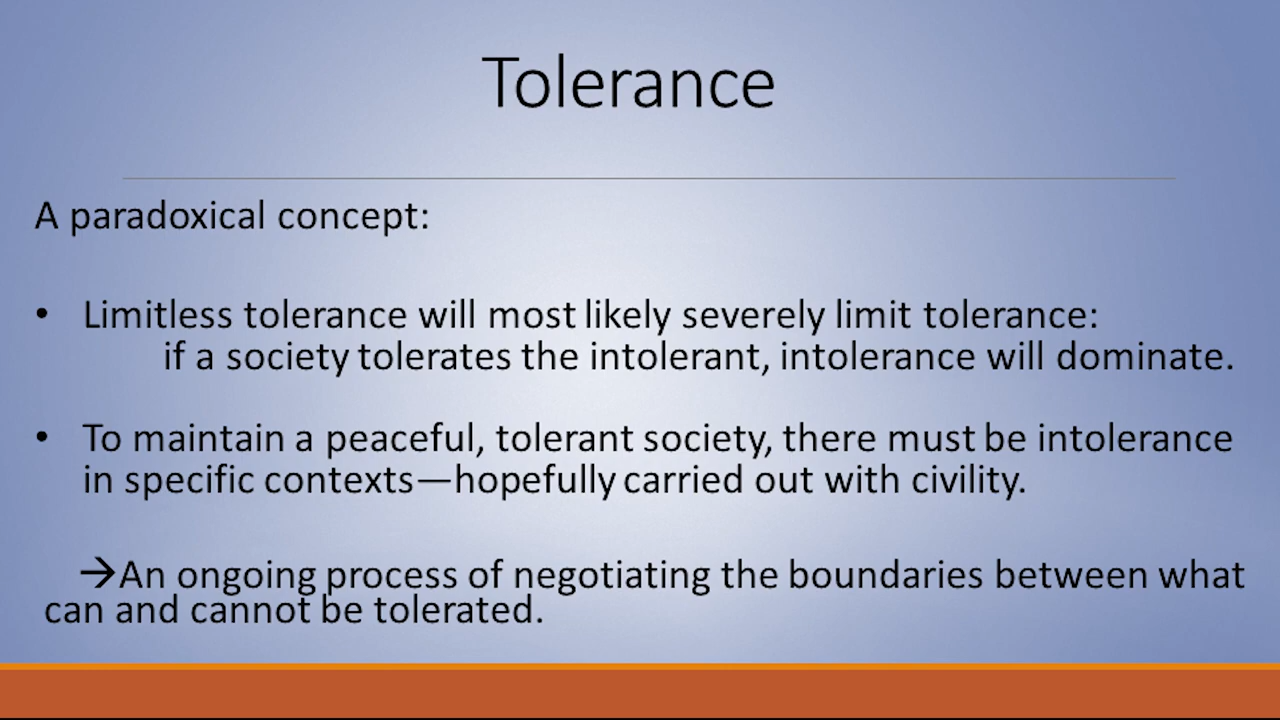 Tolerance
A paradoxical concept:
• Limitless tolerance will most likely severely limit tolerance:
if a society tolerates the intolerant, intolerance will dominate.
• To maintain a peaceful, tolerant society, there must be intolerance
in specific contexts—hopefully carried out with civility.
→An ongoing process of negotiating the boundaries between what
can and cannot be tolerated.